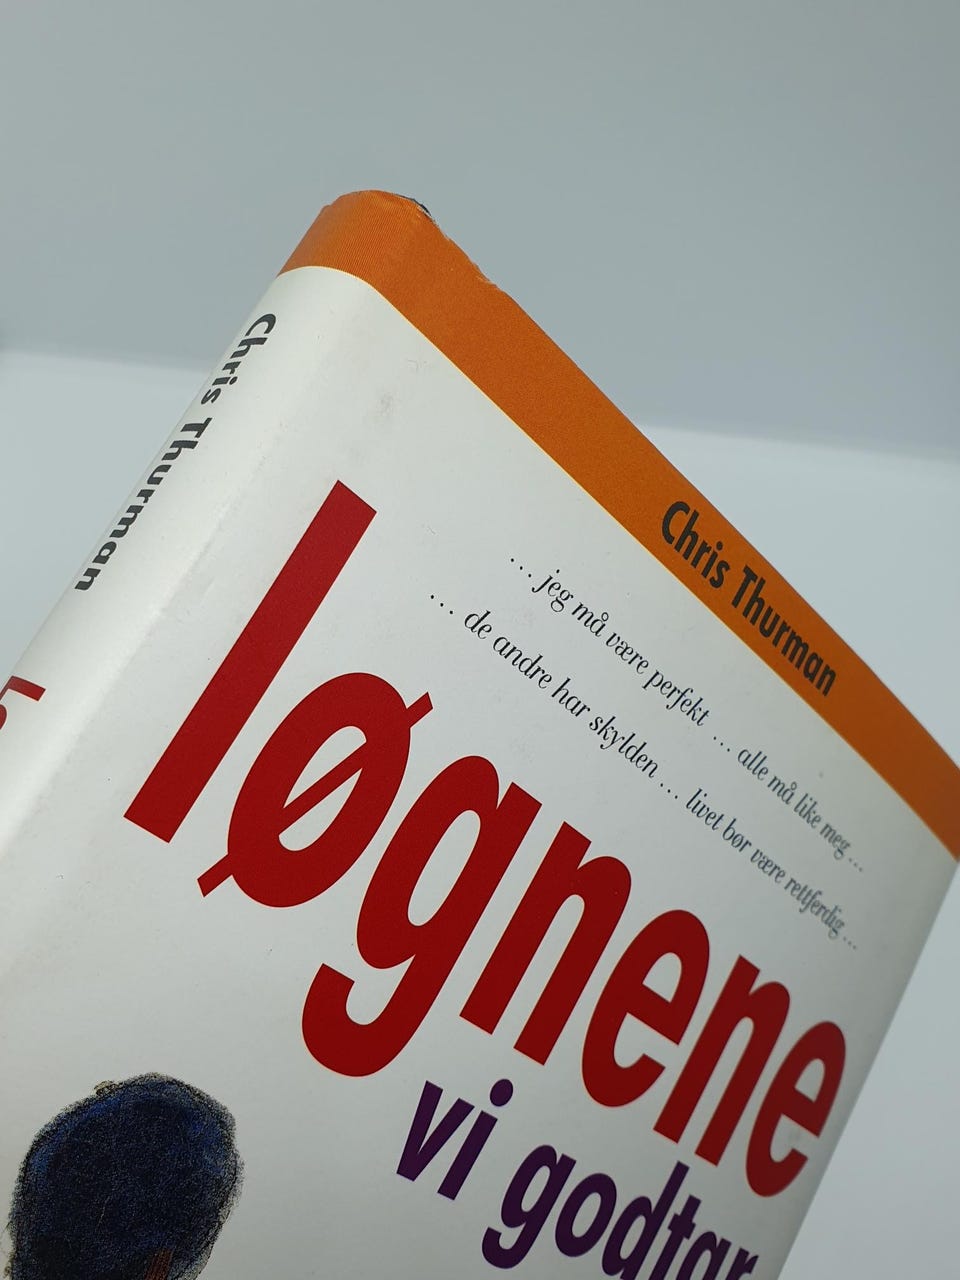 Chris Thurman
Chris Thurman
... jeg må være perfekt ... alle må like meg ...
... de andre har skylden ... livet bør være rettferdig ...
løgnene
vi godtar